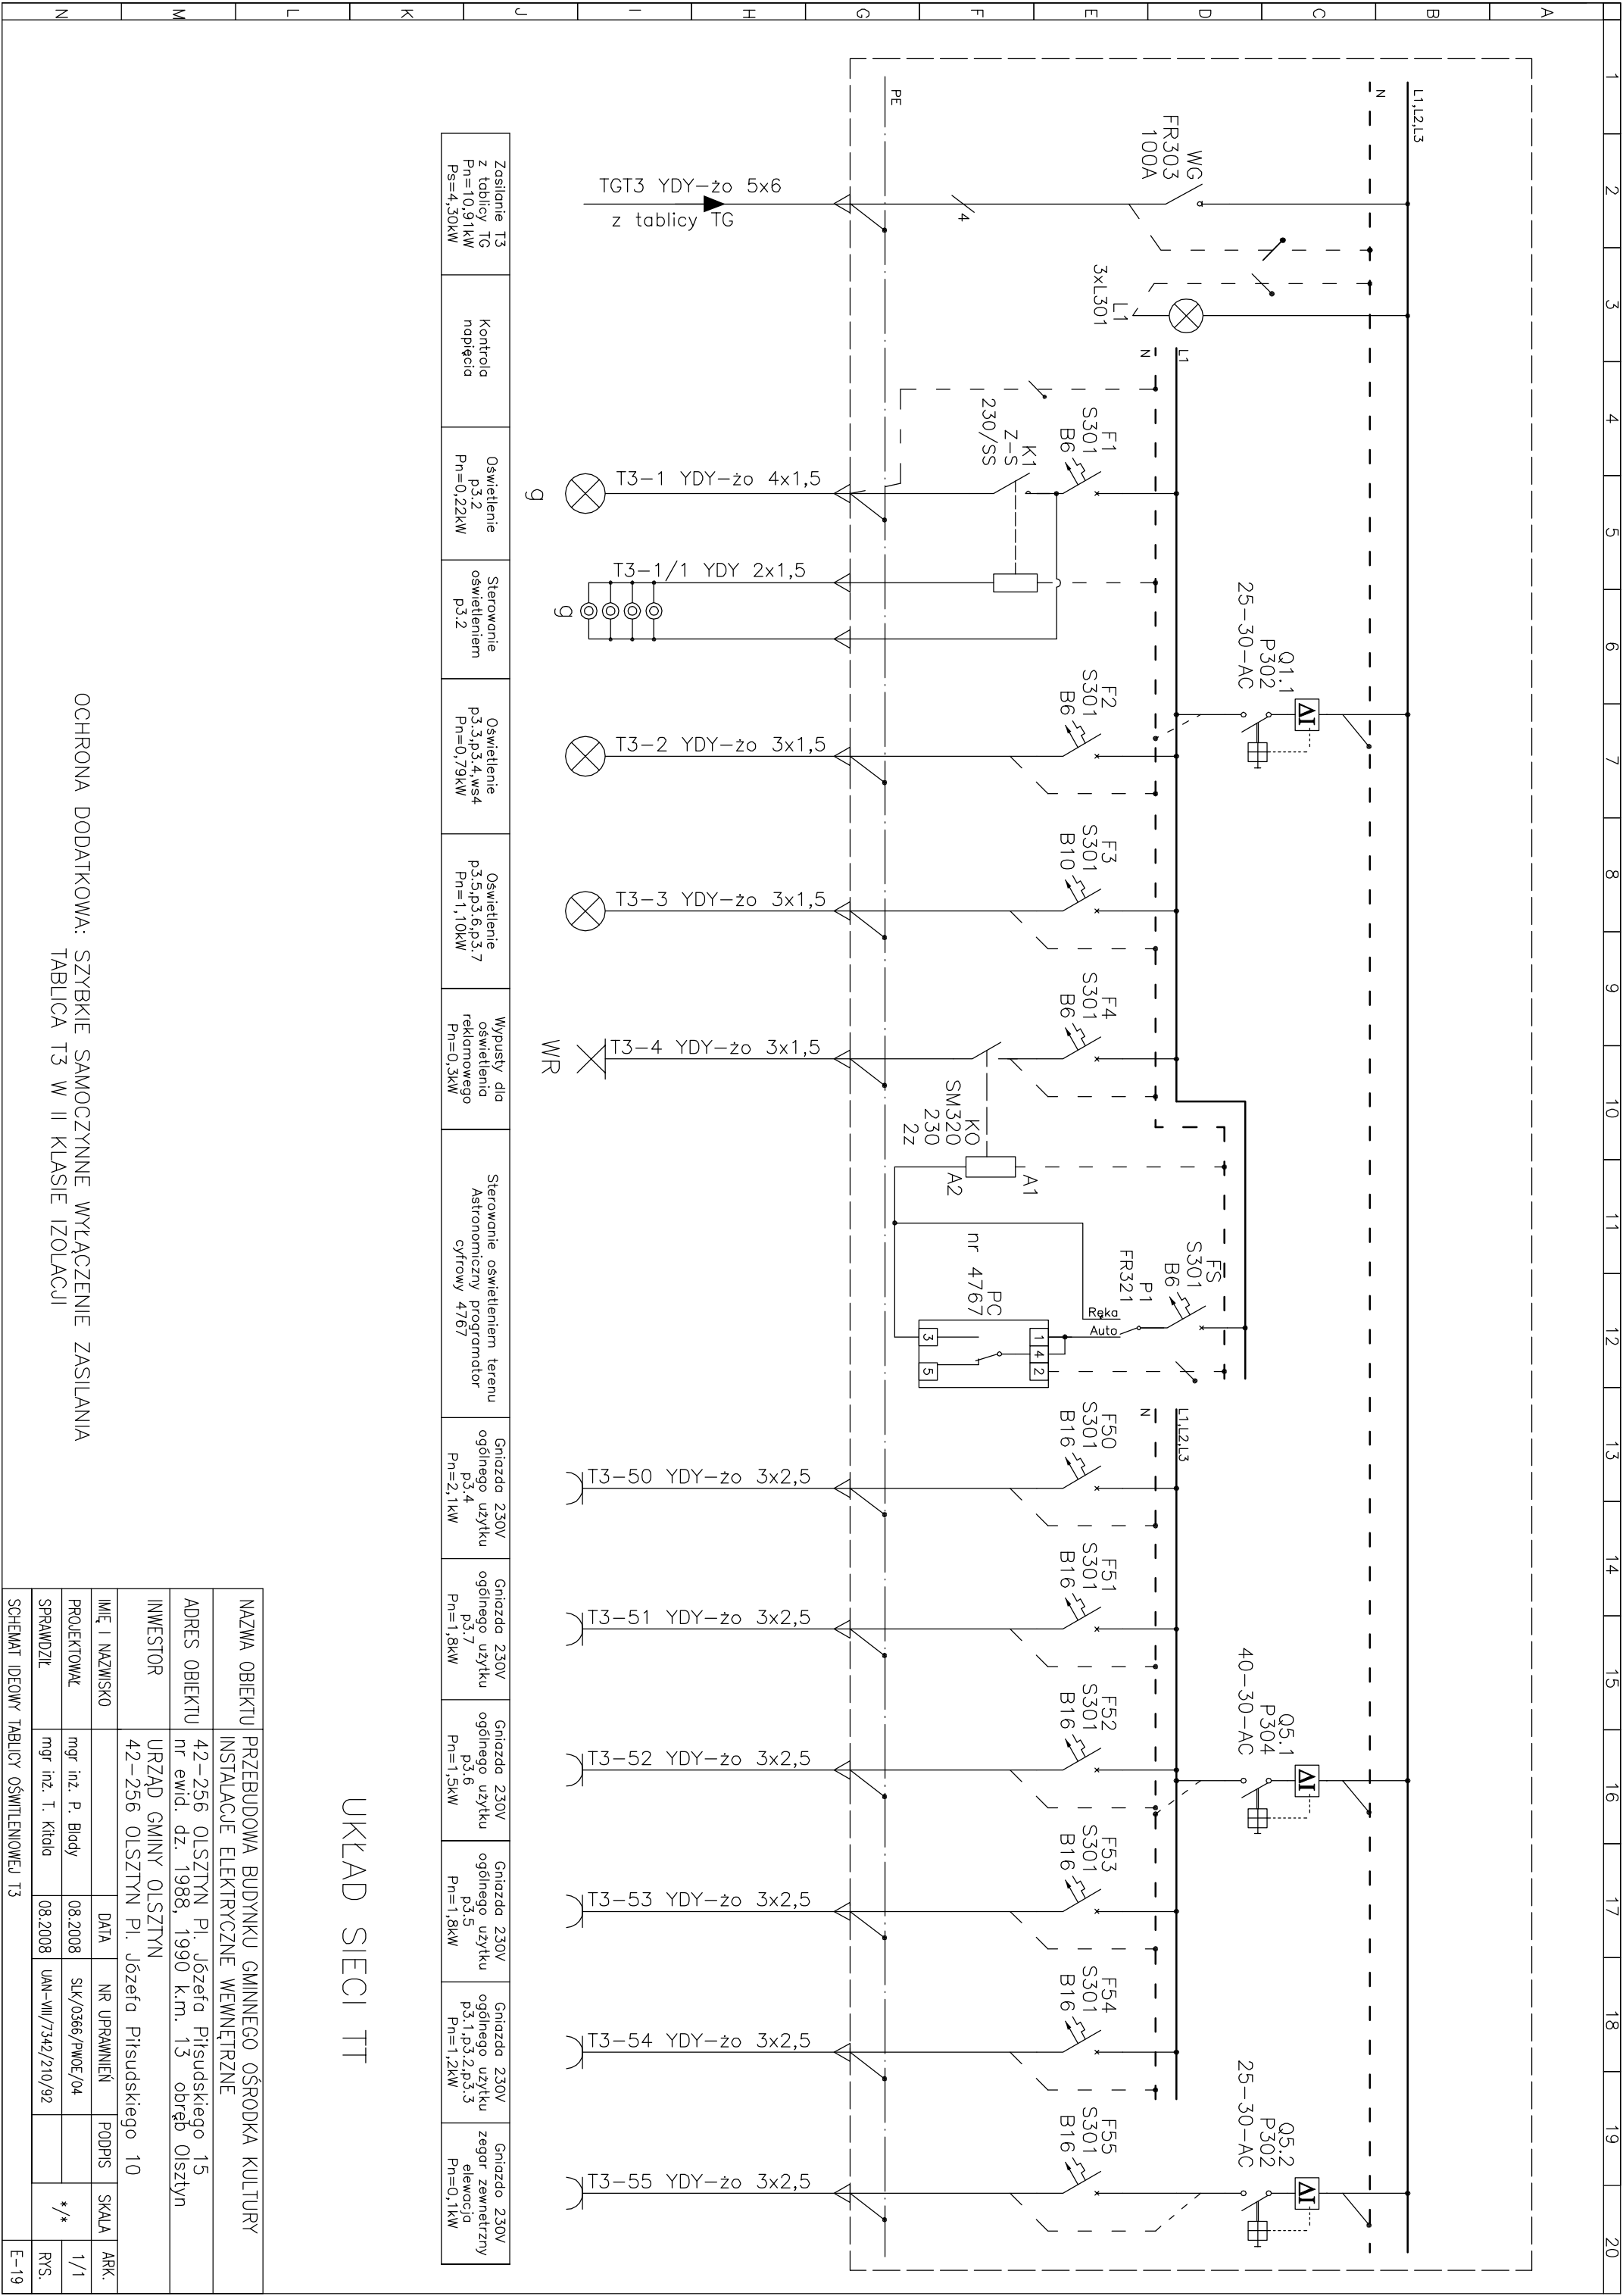 1
2
3
4
5
6
7
8
9
10
11
12
13
14
15
16
17
18
19
20
A
B
C
D
E
F
G
H
I
J
K
L
M
N
L1,L2,L3
N
WG
FR303
100A
L1
3xL301
L1
N
Q1.1
P302
25-30-AC
F1
S301
B6
K1
Z-S
230/SS
F2
S301
B6
F3
S301
B10
F4
S301
B6
KO
SM320
230
2z
A1
A2
FS
S301
B6
P1
FR321
Ręka
Auto
PC
nr 4767
1
4
2
3
5
L1,L2,L3
N
Q5.1
P304
40-30-AC
F50
S301
B16
F51
S301
B16
F52
S301
B16
F53
S301
B16
F54
S301
B16
Q5.2
P302
25-30-AC
F55
S301
B16
PE
4
TGT3 YDY-żo 5x6
z tablicy TG
T3-1 YDY-żo 4x1,5
g
T3-1/1 YDY 2x1,5
g
T3-2 YDY-żo 3x1,5
T3-3 YDY-żo 3x1,5
T3-4 YDY-żo 3x1,5
WR
T3-50 YDY-żo 3x2,5
T3-51 YDY-żo 3x2,5
T3-52 YDY-żo 3x2,5
T3-53 YDY-żo 3x2,5
T3-54 YDY-żo 3x2,5
T3-55 YDY-żo 3x2,5
Zasilanie T3
z tablicy TG
Pn=10,91kW
Ps=4,30kW
Kontrola
napięcia
Oświetlenie
p3.2
Pn=0,22kW
Sterowanie
oświetleniem
p3.2
Oświetlenie
p3.3,p3.4,ws4
Pn=0,79kW
Oświetlenie
p3.5,p3.6,p3.7
Pn=1,10kW
Wypusty dla
oświetlenia
reklamowego
Pn=0,3kW
Sterowanie oświetleniem terenu
Astronomiczny programator
cyfrowy 4767
Gniazda 230V
ogólnego użytku
p3.4
Pn=2,1kW
Gniazda 230V
ogólnego użytku
p3.7
Pn=1,8kW
Gniazda 230V
ogólnego użytku
p3.6
Pn=1,5kW
Gniazda 230V
ogólnego użytku
p3.5
Pn=1,8kW
Gniazda 230V
ogólnego użytku
p3.1,p3.2,p3.3
Pn=1,2kW
Gniazdo 230V
zegar zewnetrzny
elewacja
Pn=0,1kW
UKŁAD SIECI TT
OCHRONA DODATKOWA: SZYBKIE SAMOCZYNNE WYŁĄCZENIE ZASILANIA
TABLICA T3 W II KLASIE IZOLACJI
NAZWA OBIEKTU PRZEBUDOWA BUDYNKU GMINNEGO OŚRODKA KULTURY
INSTALACJE ELEKTRYCZNE WEWNĘTRZNE
ADRES OBIEKTU 42-256 OLSZTYN Pl. Józefa Piłsudskiego 15
nr ewid. dz. 1988, 1990 k.m. 13 obręb Olsztyn
INWESTOR URZĄD GMINY OLSZTYN
42-256 OLSZTYN Pl. Józefa Piłsudskiego 10
IMIĘ I NAZWISKO DATA NR UPRAWNIEŃ PODPIS SKALA ARK.
PROJEKTOWAŁ mgr inż. P. Blady 08.2008 SLK/0366/PWOE/04 */* 1/1
SPRAWDZIŁ mgr inż. T. Kitala 08.2008 UAN-VIII/7342/210/92 RYS.
SCHEMAT IDEOWY TABLICY OŚWITLENIOWEJ T3 E-19